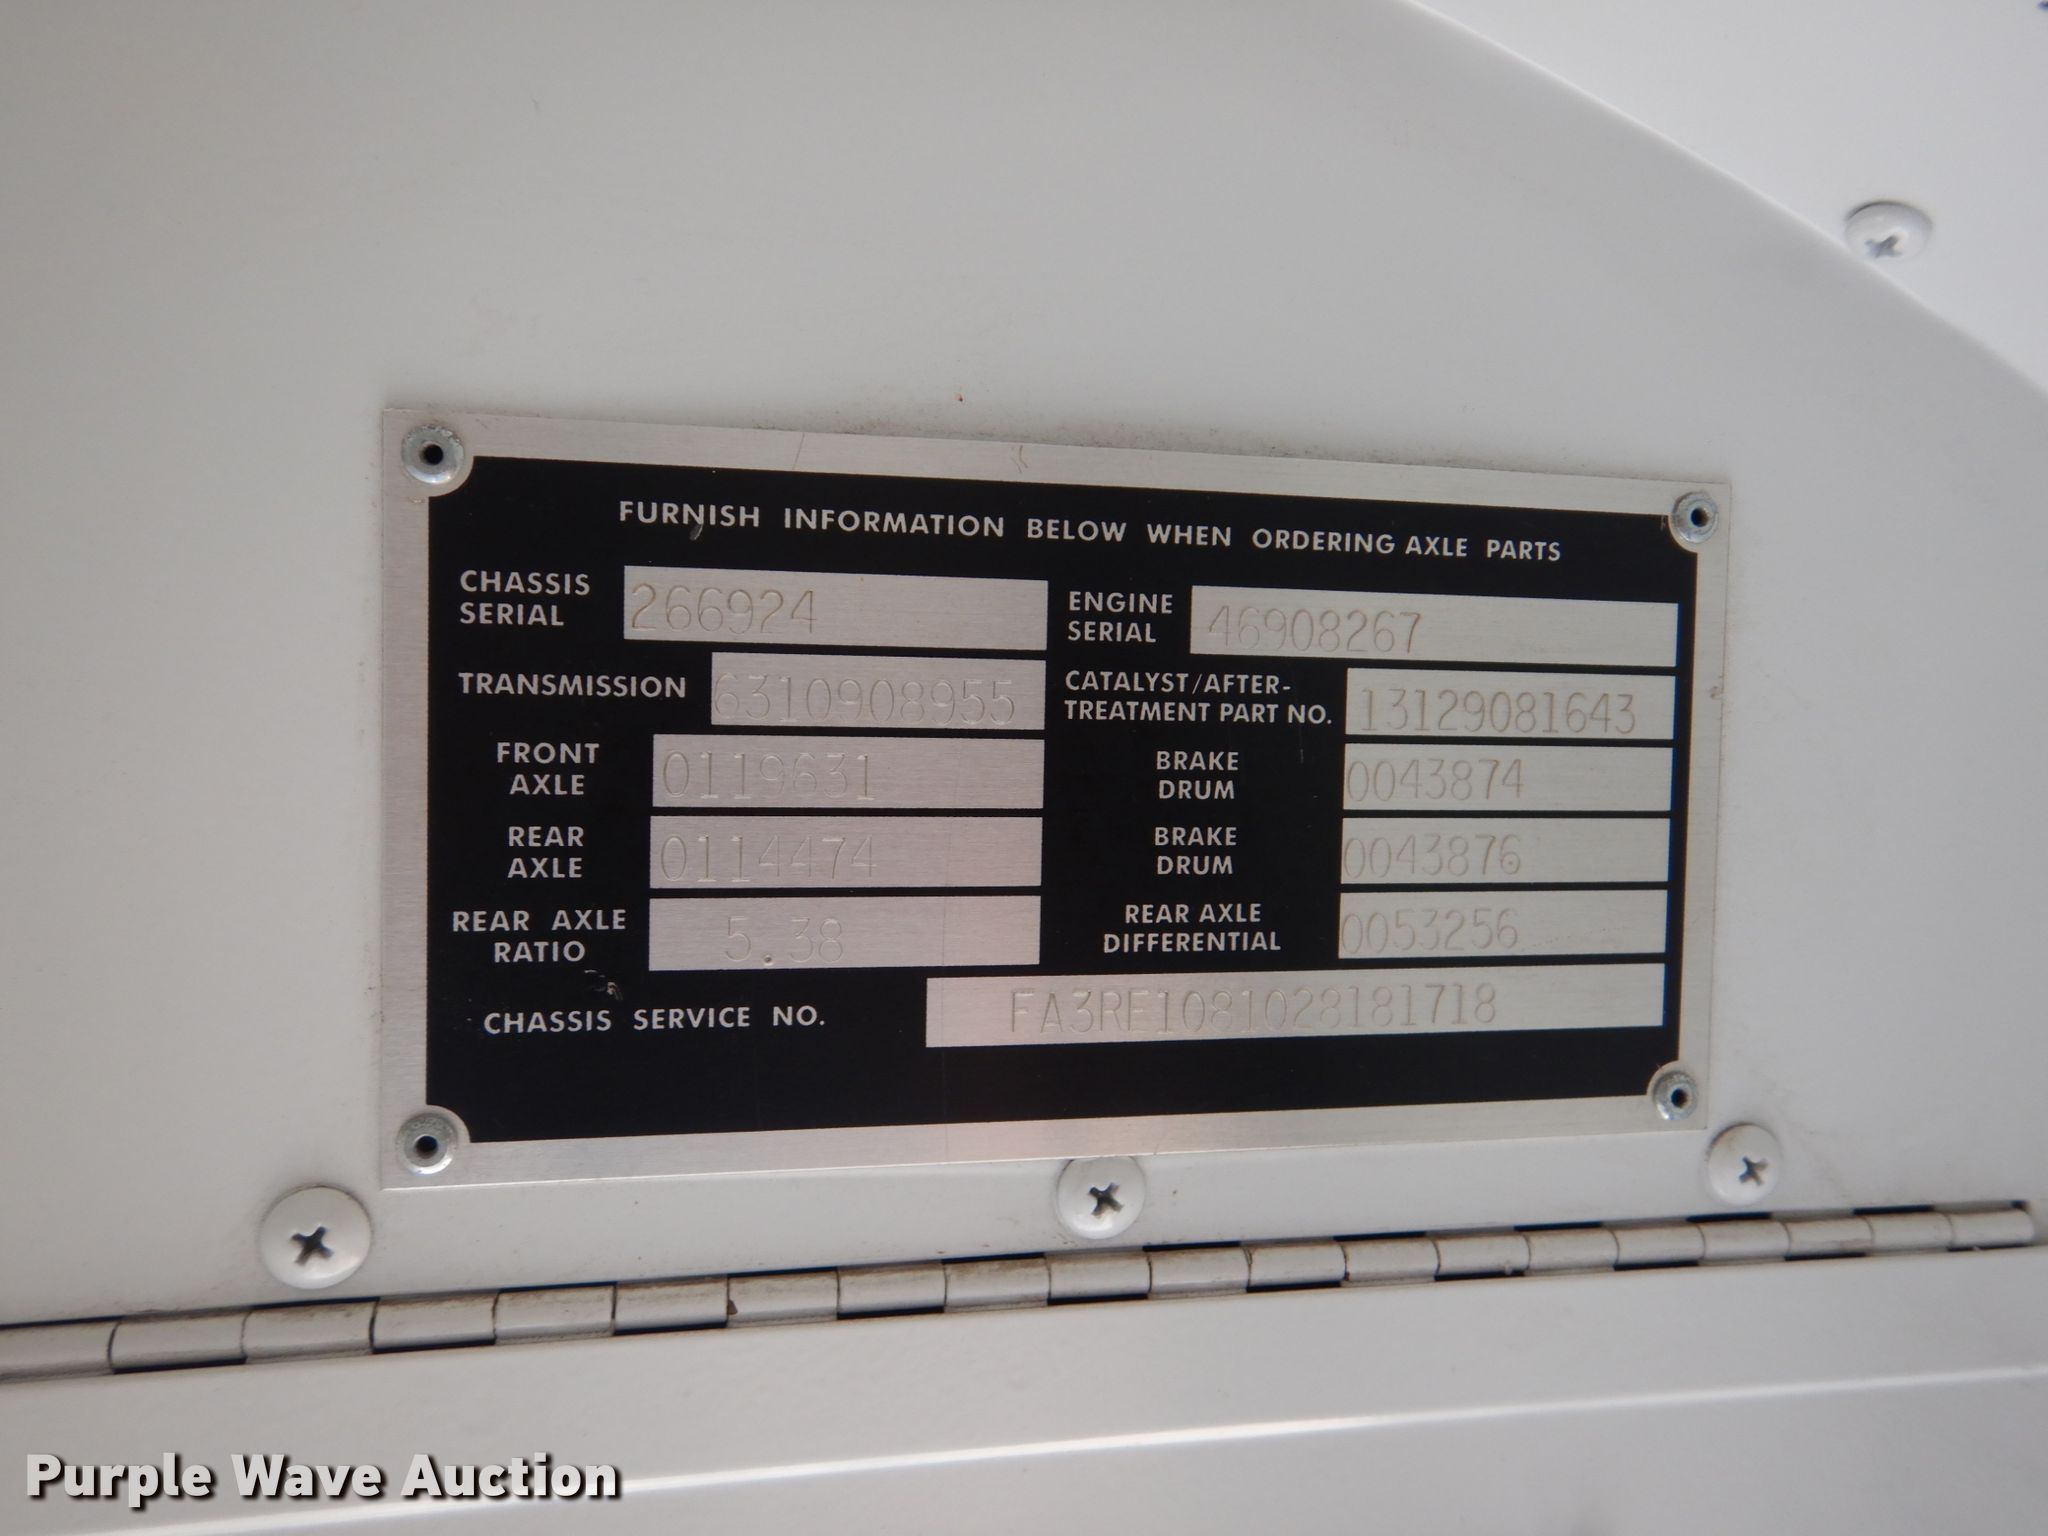 FURNISH INFORMATION BELOW WHEN ORDERING AXLE PARTS
CHASSIS SERIAL 266924
ENGINE SERIAL 46908267
TRANSMISSION 6310908955
CATALYST/AFTER-TREATMENT PART NO. 13129081643
FRONT AXLE 0119631
BRAKE DRUM 0043874
REAR AXLE 0114474
BRAKE DRUM 0043876
REAR AXLE RATIO 5.38
REAR AXLE DIFFERENTIAL 0053256
CHASSIS SERVICE NO. FA3RE1081028181718
Purple Wave Auction